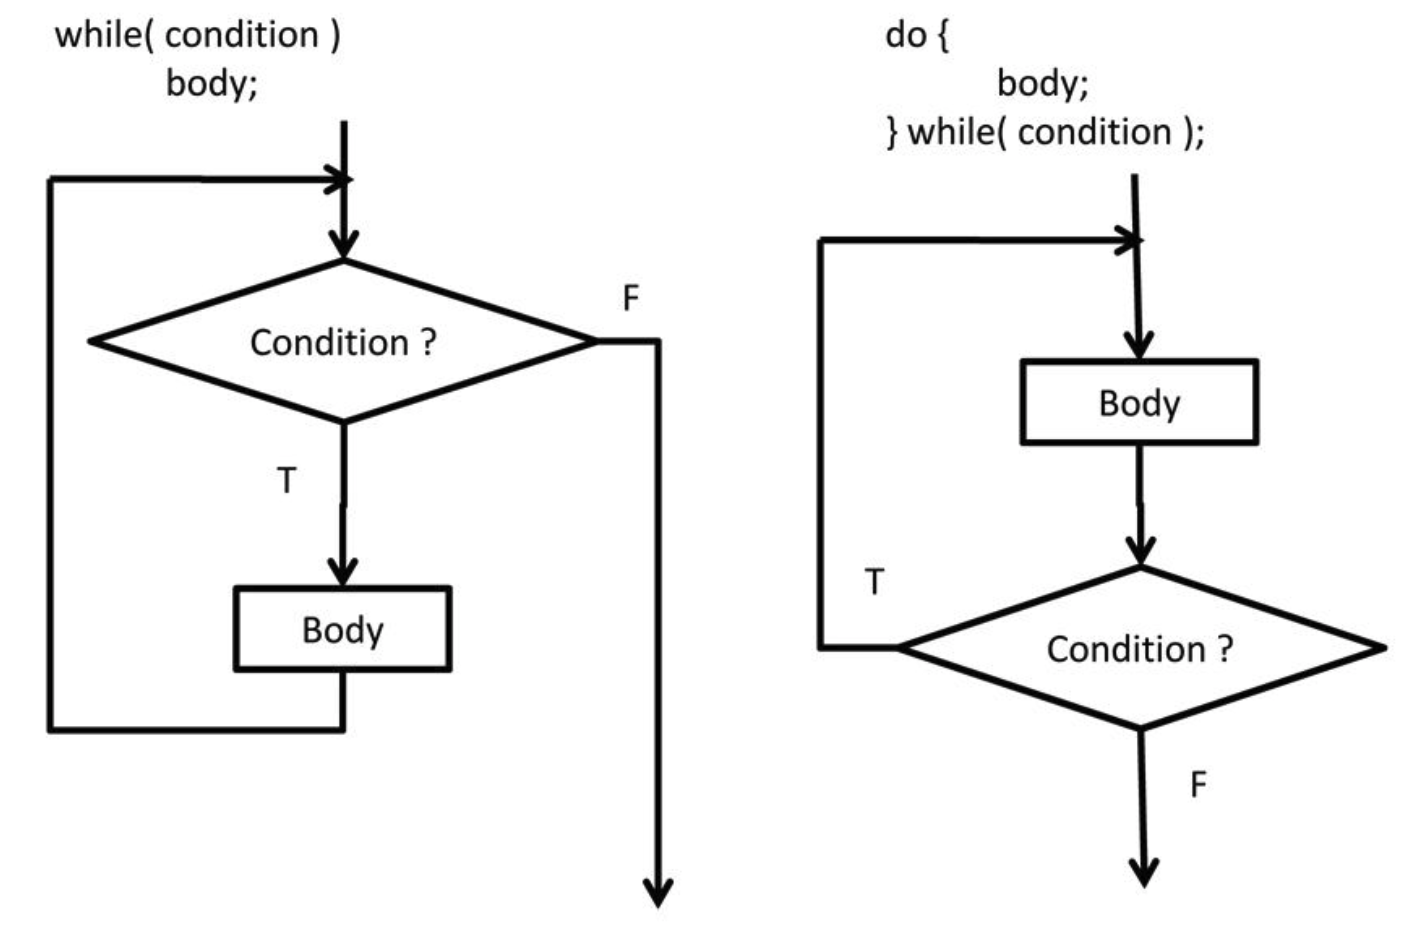 while( condition )
body;
F
Condition ?
T
Body
do {
body;
} while( condition );
Body
T
Condition ?
F